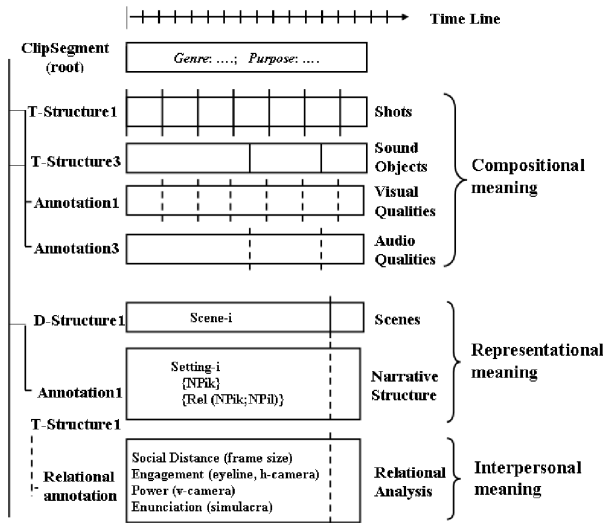 Time Line
ClipSegment
(root)
Genre: ….; Purpose: ….
T-Structure1
Shots
T-Structure3
Sound
Objects
Compositional
meaning
Annotation1
Visual
Qualities
Annotation3
Audio
Qualities
D-Structure1
Scene-i
Scenes
Setting-i
{NPik}
{Rel (NPik;NPil)}
Annotation1
Narrative
Structure
Representational
meaning
T-Structure1
Relational
annotation
Social Distance (frame size)
Engagement (eyeline, h-camera)
Power (v-camera)
Enunciation (simulacra)
Relational
Analysis
Interpersonal
meaning